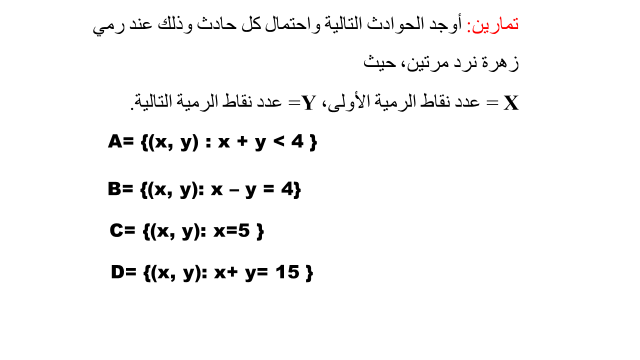 تمارين: أوجد الحوادث التالية واحتمال كل حادث وذلك عند رمي
زهرة نرد مرتين، حيث
X = عدد نقاط الرمية الأولى، Y= عدد نقاط الرمية التالية.
A= {(x, y) : x + y < 4 }
B= {(x, y): x – y = 4}
C= {(x, y): x=5 }
D= {(x, y): x+ y= 15 }